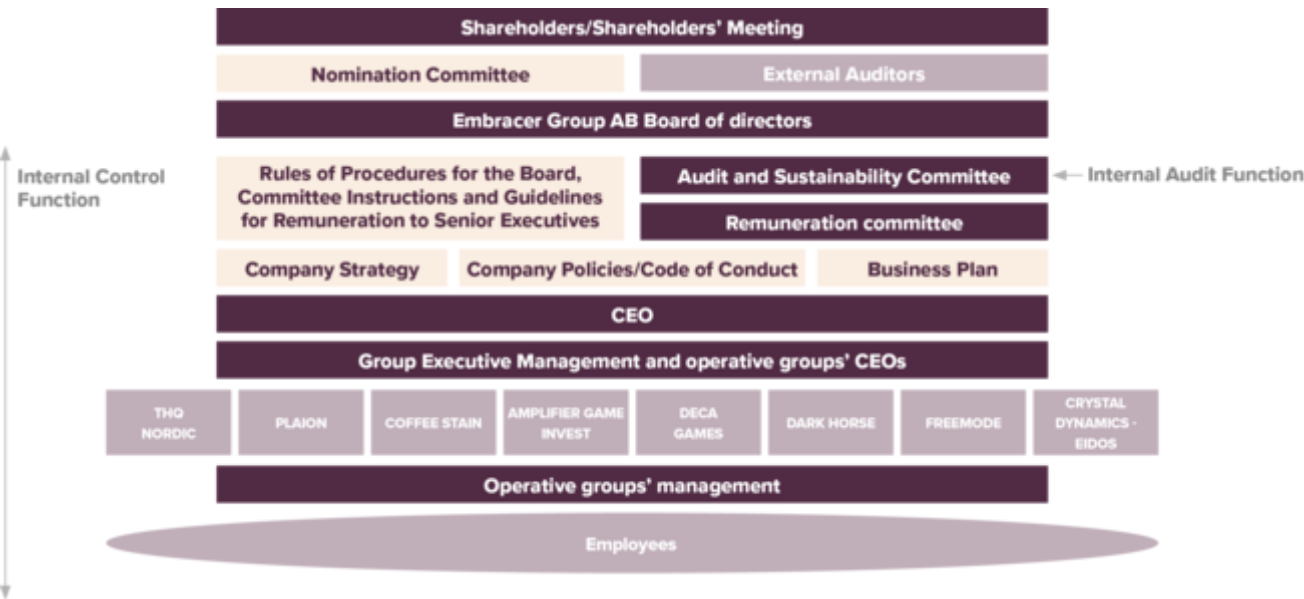 Shareholders/Shareholders' Meeting
Nomination Committee
External Auditors
Embracer Group AB Board of directors
Internal Control
Function
Rules of Procedures for the Board,
Committee Instructions and Guidelines
for Remuneration to Senior Executives
Audit and Sustainability Committee
Internal Audit Function
Remuneration committee
Company Strategy
Company Policies/Code of Conduct
Business Plan
CEO
Group Executive Management and operative groups' CEOs
THQ
NORDIC
PLAION
COFFEE STAIN
AMPLIFIER GAME
INVEST
DECA
GAMES
DARK HORSE
FREEMODE
CRYSTAL
DYNAMICS -
EIDOS
Operative groups' management
Employees